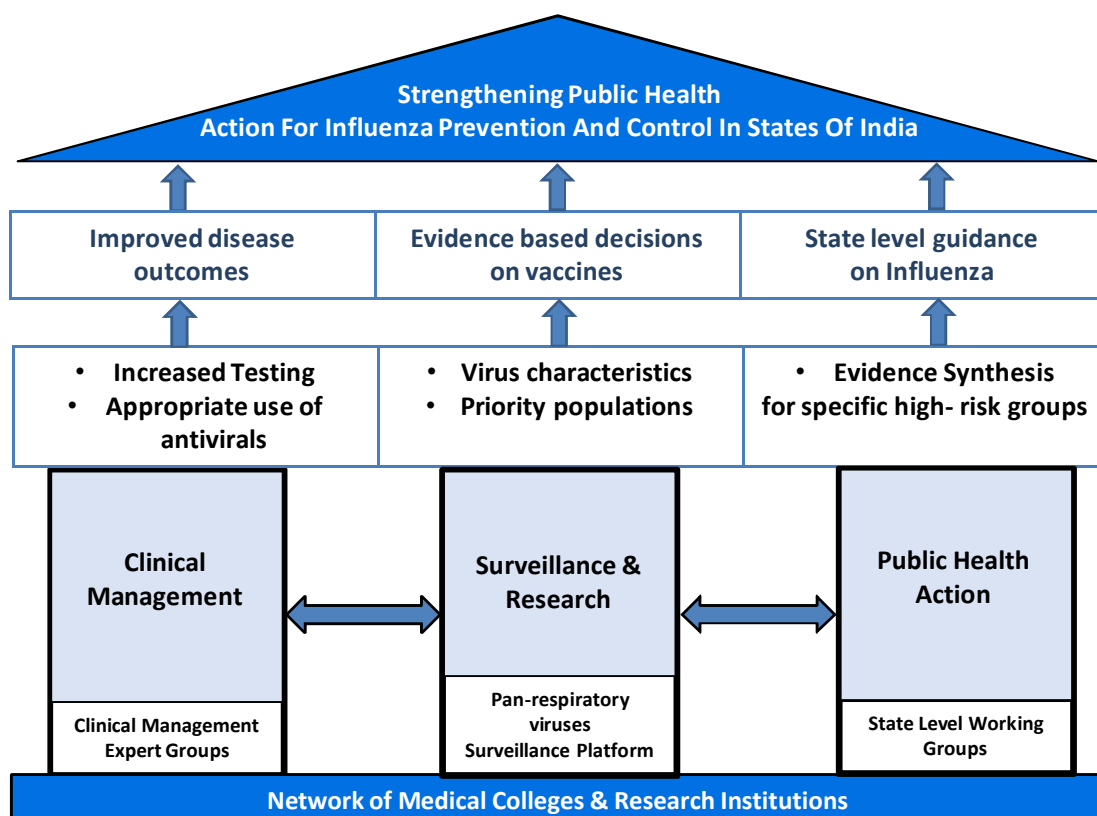 Strengthening Public Health
Action For Influenza Prevention And Control In States Of India
Improved disease
outcomes
Evidence based decisions
on vaccines
State level guidance
on Influenza
• Increased Testing
• Appropriate use of
antivirals
• Virus characteristics
• Priority populations
• Evidence Synthesis
for specific high- risk groups
Clinical
Management
Surveillance &
Research
Public Health
Action
Clinical Management
Expert Groups
Pan-respiratory
viruses
Surveillance Platform
State Level Working
Groups
Network of Medical Colleges & Research Institutions